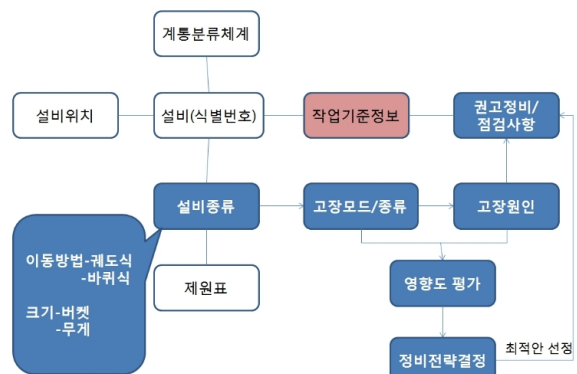 계통분류체계
설비위치
설비(식별번호)
작업기준정보
권고정비/
점검사항
설비종류
고장모드/종류
고장원인
이동방법-궤도식
-바퀴식
크기-버켓
-무게
제원표
영향도 평가
정비전략결정
최적안 선정